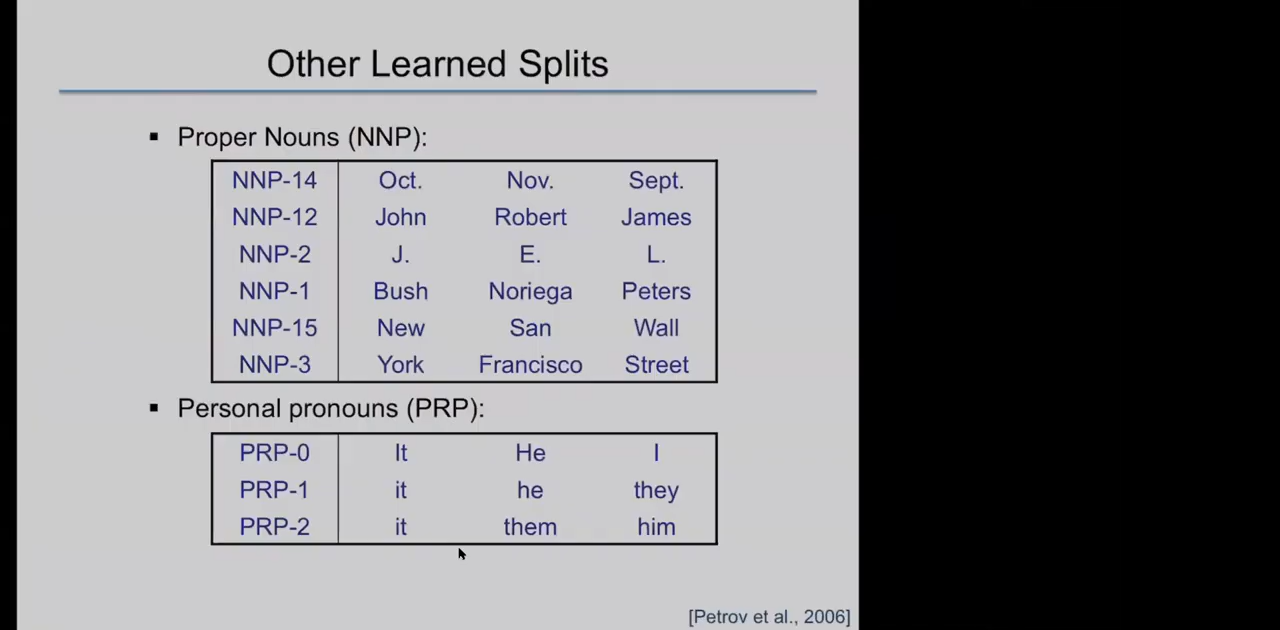 Other Learned Splits
▪ Proper Nouns (NNP):
NNP-14 Oct. Nov. Sept.
NNP-12 John Robert James
NNP-2 J. E. L.
NNP-1 Bush Noriega Peters
NNP-15 New San Wall
NNP-3 York Francisco Street
▪ Personal pronouns (PRP):
PRP-0 It He I
PRP-1 it he they
PRP-2 it them him
[Petrov et al., 2006]